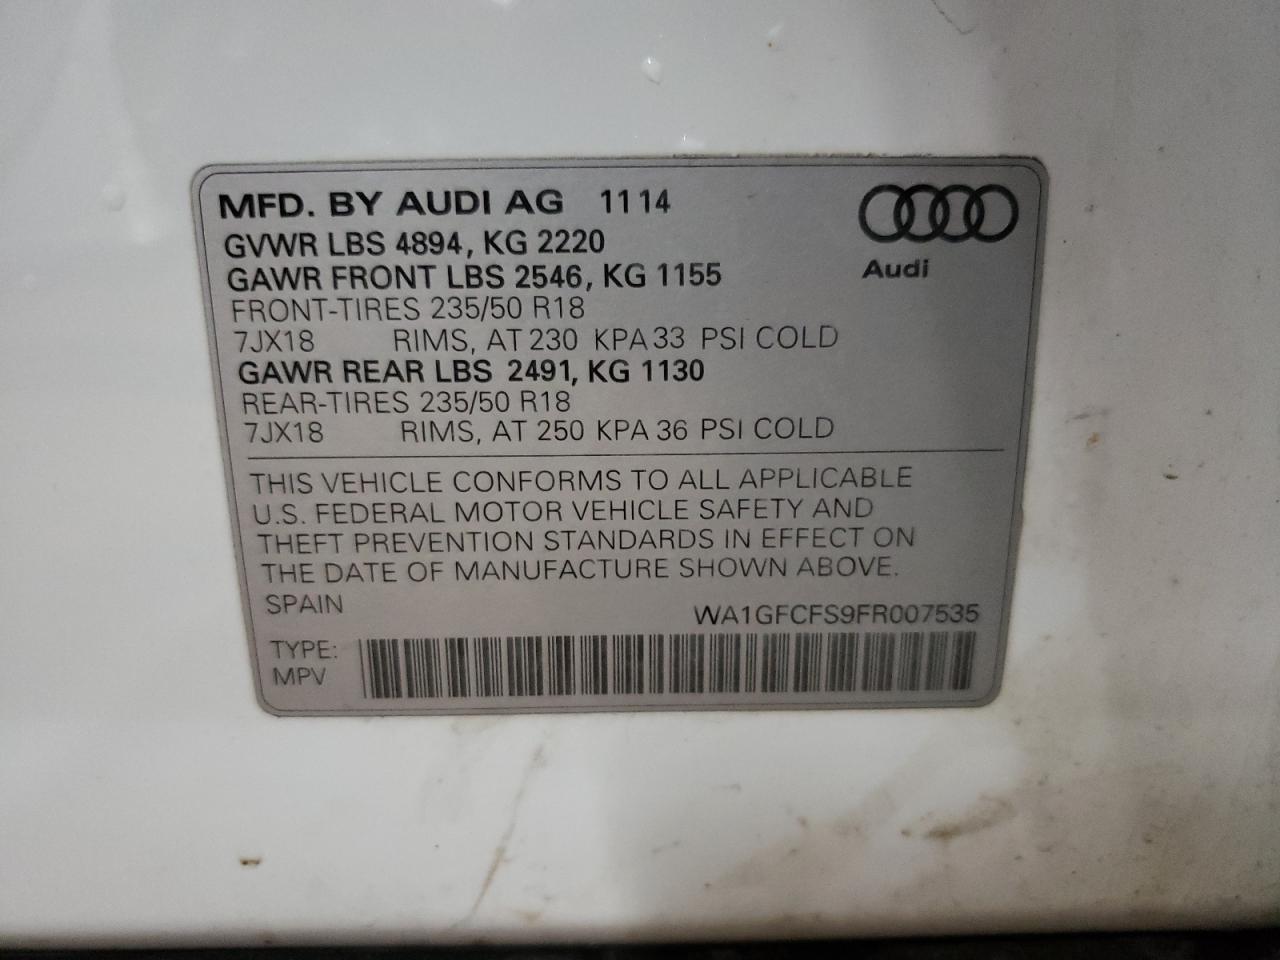 MFD. BY AUDI AG 1114
GVWR LBS 4894, KG 2220
GAWR FRONT LBS 2546, KG 1155
Audi
FRONT-TIRES 235/50 R18
7JX18 RIMS, AT 230 KPA 33 PSI COLD
GAWR REAR LBS 2491, KG 1130
REAR-TIRES 235/50 R18
7JX18 RIMS, AT 250 KPA 36 PSI COLD
THIS VEHICLE CONFORMS TO ALL APPLICABLE
U.S. FEDERAL MOTOR VEHICLE SAFETY AND
THEFT PREVENTION STANDARDS IN EFFECT ON
THE DATE OF MANUFACTURE SHOWN ABOVE.
SPAIN
WA1GFCFS9FR007535
TYPE:
MPV